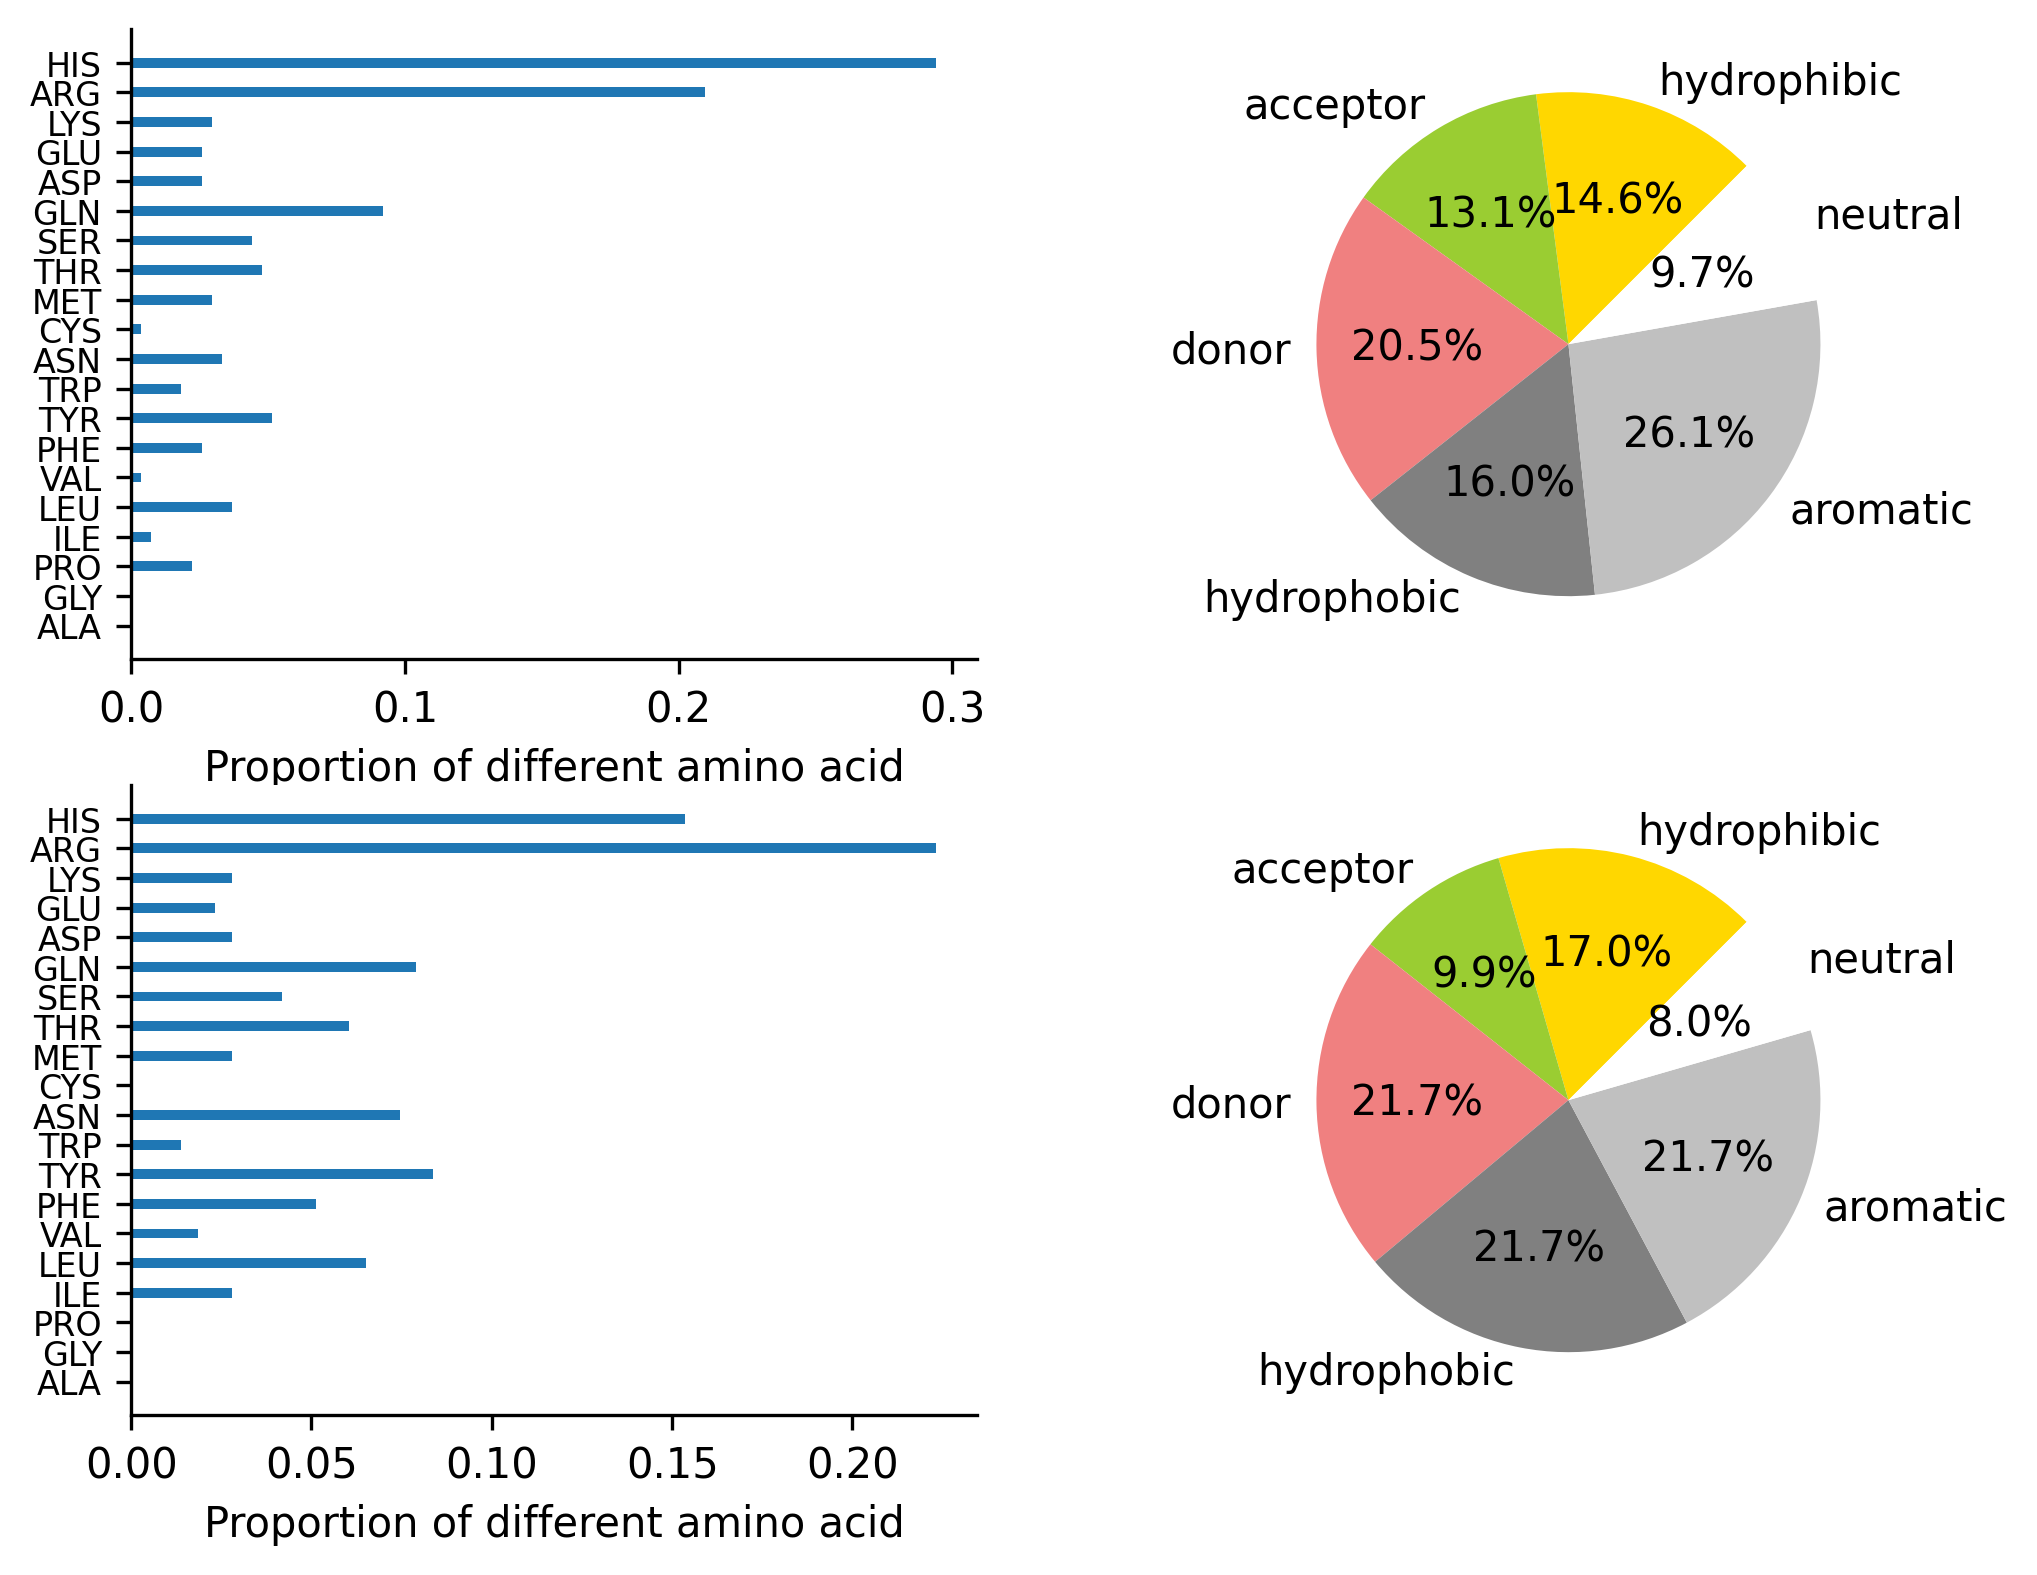 HIS
ARG
LYS
GLU
ASP
GLN
SER
THR
MET
CYS
ASN
TRP
TYR
PHE
VAL
LEU
ILE
PRO
GLY
ALA
0.0 0.1 0.2 0.3
Proportion of different amino acid
hydrophibic
acceptor
neutral
14.6%
13.1%
9.7%
donor
20.5%
26.1%
16.0%
aromatic
hydrophobic
HIS
ARG
LYS
GLU
ASP
GLN
SER
THR
MET
CYS
ASN
TRP
TYR
PHE
VAL
LEU
ILE
PRO
GLY
ALA
0.00 0.05 0.10 0.15 0.20
Proportion of different amino acid
hydrophibic
acceptor
neutral
17.0%
9.9%
8.0%
donor
21.7%
21.7%
aromatic
21.7%
hydrophobic